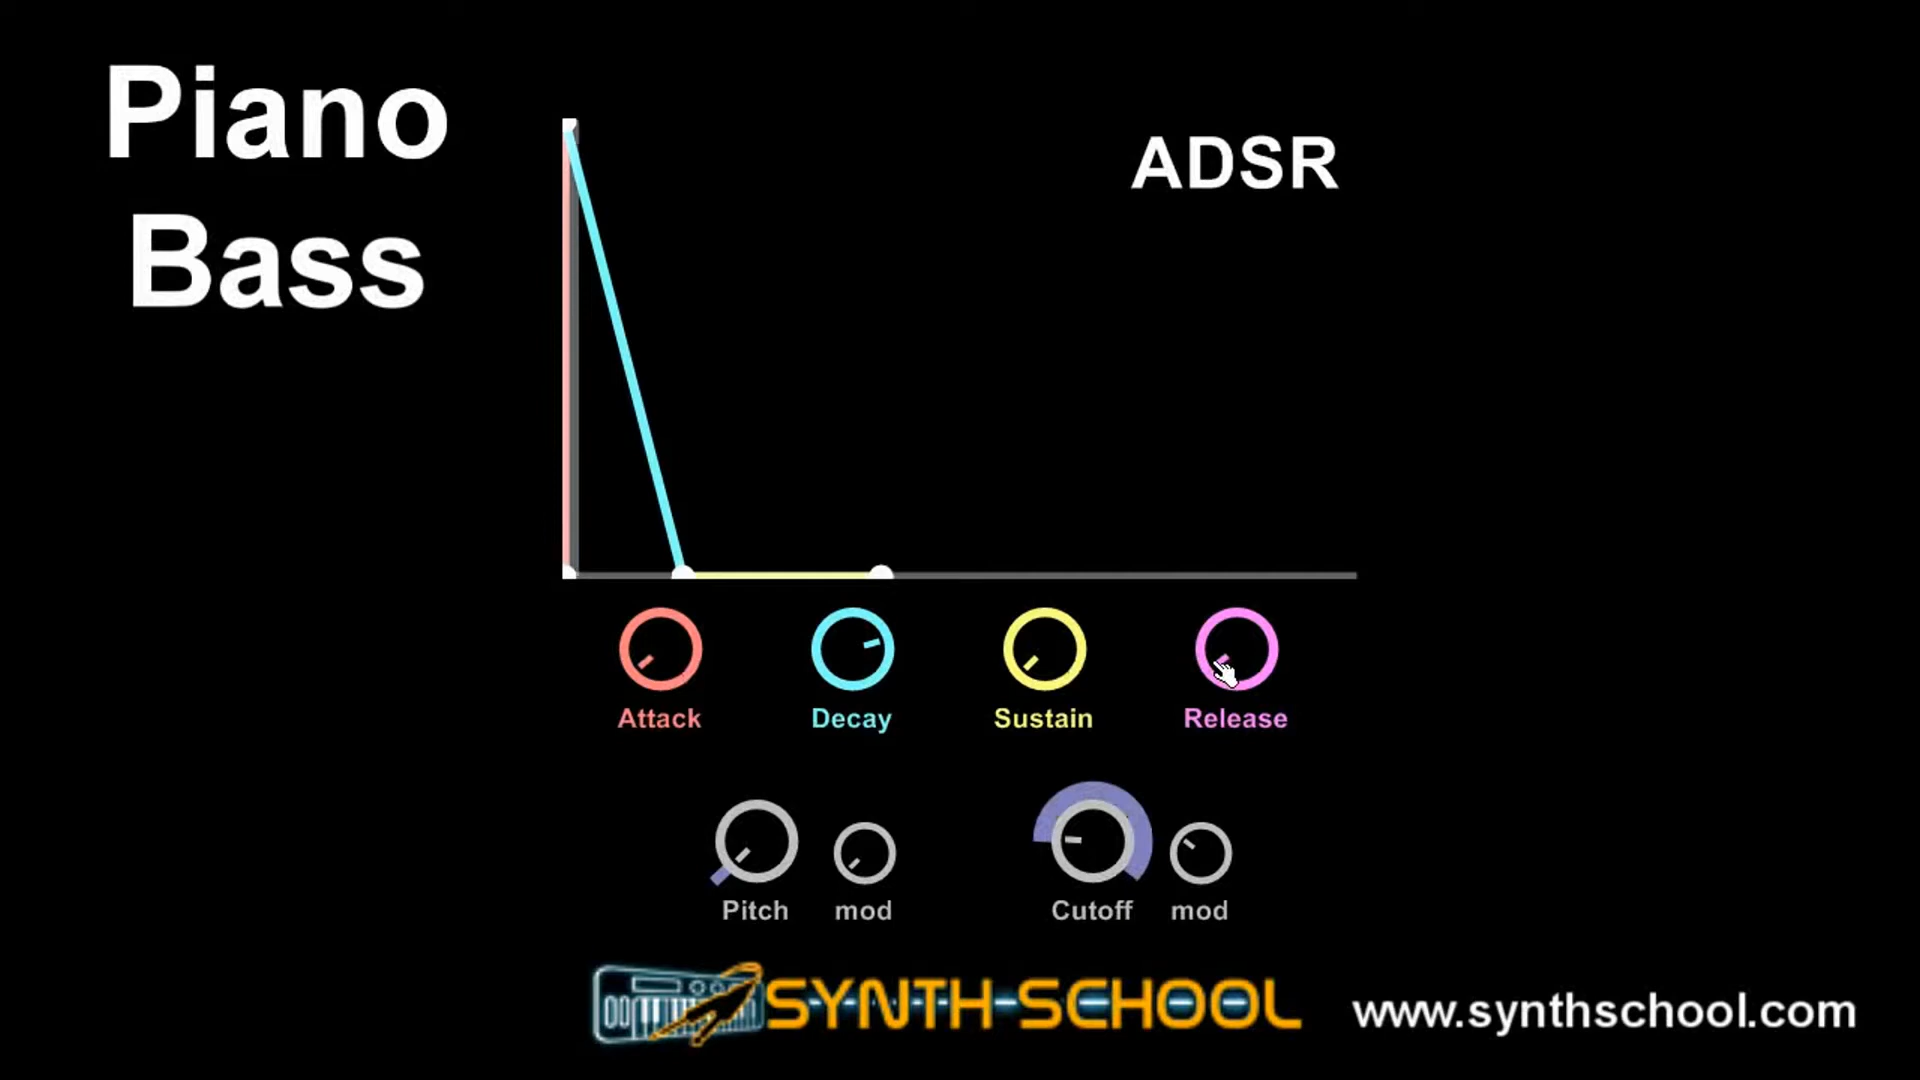 Piano
Bass
ADSR
Attack
Decay
Sustain
Release
Pitch
mod
Cutoff
mod
SYNTH-SCHOOL
www.synthschool.com